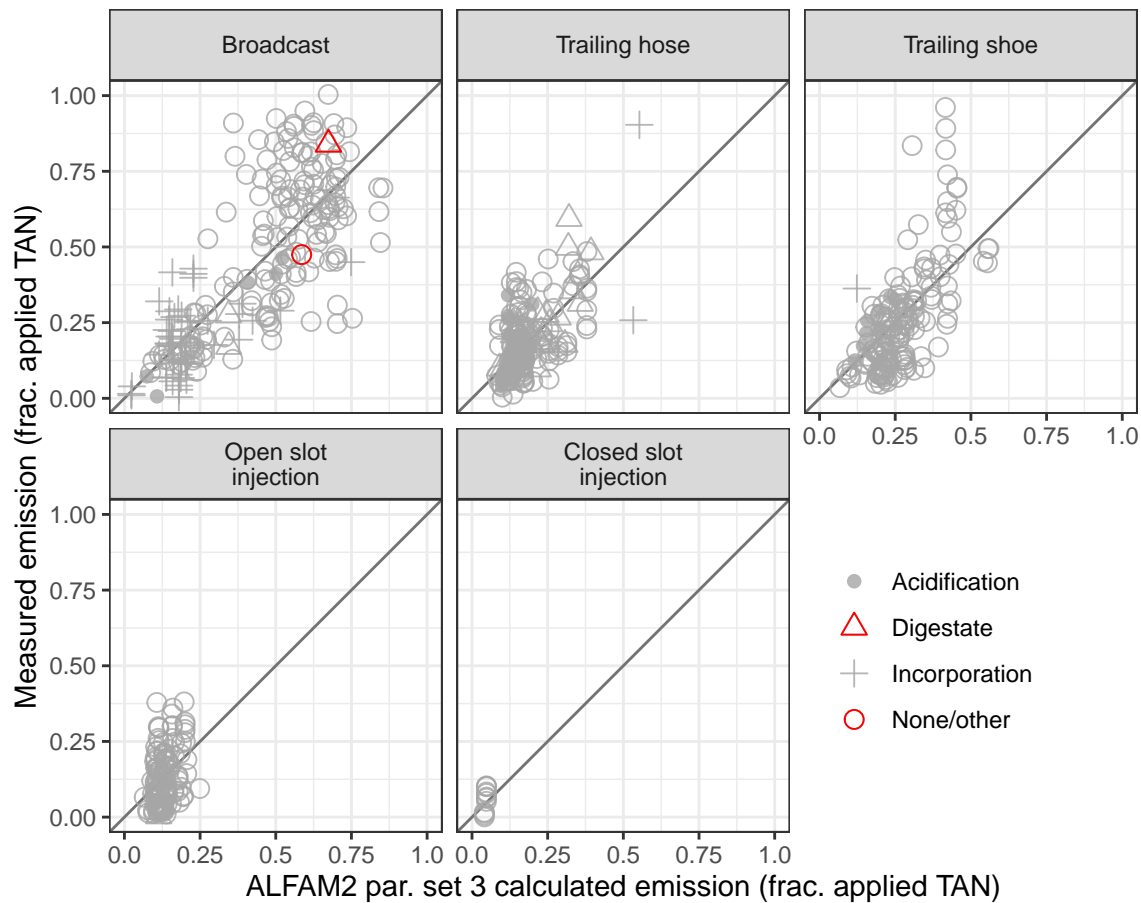 Broadcast
Trailing hose
Trailing shoe
1.00
0.75
0.50
0.25
0.00
0.0 0.25 0.50 0.75 1.0
Open slot
injection
Closed slot
injection
1.00
0.75
0.50
0.25
0.00
0.0 0.25 0.50 0.75 1.0
0.0 0.25 0.50 0.75 1.0
Measured emission (frac. applied TAN)
ALFAM2 par. set 3 calculated emission (frac. applied TAN)
Acidification
Digestate
Incorporation
None/other